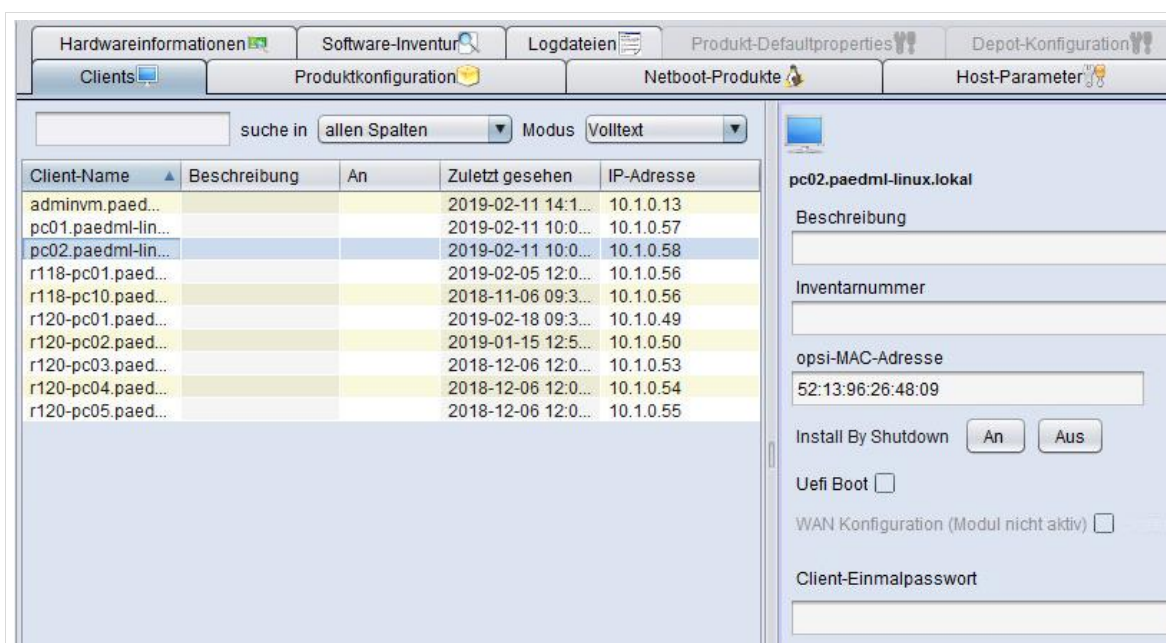 Hardwareinformationen Software-Inventur Logdateien Produkt-Defaultproperties Depot-Konfiguration
Clients Produktkonfiguration Netboot-Produkte Host-Parameter
suche in allen Spalten Modus Volltext
Client-Name Beschreibung An Zuletzt gesehen IP-Adresse
adminvm.paed... 2019-02-11 14:1... 10.1.0.13
pc01.paedml-lin... 2019-02-11 10:0... 10.1.0.57
pc02.paedml-lin... 2019-02-11 10:0... 10.1.0.58
r118-pc01.paed... 2019-02-05 12:0... 10.1.0.56
r118-pc10.paed... 2018-11-06 09:3... 10.1.0.56
r120-pc01.paed... 2019-02-18 09:3... 10.1.0.49
r120-pc02.paed... 2019-01-15 12:5... 10.1.0.50
r120-pc03.paed... 2018-12-06 12:0... 10.1.0.53
r120-pc04.paed... 2018-12-06 12:0... 10.1.0.54
r120-pc05.paed... 2018-12-06 12:0... 10.1.0.55
pc02.paedml-linux.lokal
Beschreibung
Inventarnummer
opsi-MAC-Adresse
52:13:96:26:48:09
Install By Shutdown An Aus
Uefi Boot
WAN Konfiguration (Modul nicht aktiv)
Client-Einmalpasswort